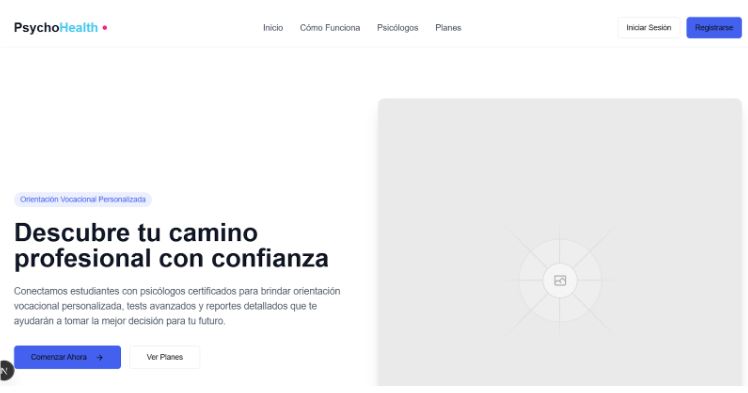 PsychoHealth
Inicio Cómo Funciona Psicólogos Planes
Iniciar Sesión Registrarse
Orientación Vocacional Personalizada
Descubre tu camino
profesional con confianza
Conectamos estudiantes con psicólogos certificados para brindar orientación
vocacional personalizada, tests avanzados y reportes detallados que te
ayudarán a tomar la mejor decisión para tu futuro.
Comenzar Ahora → Ver Planes
N